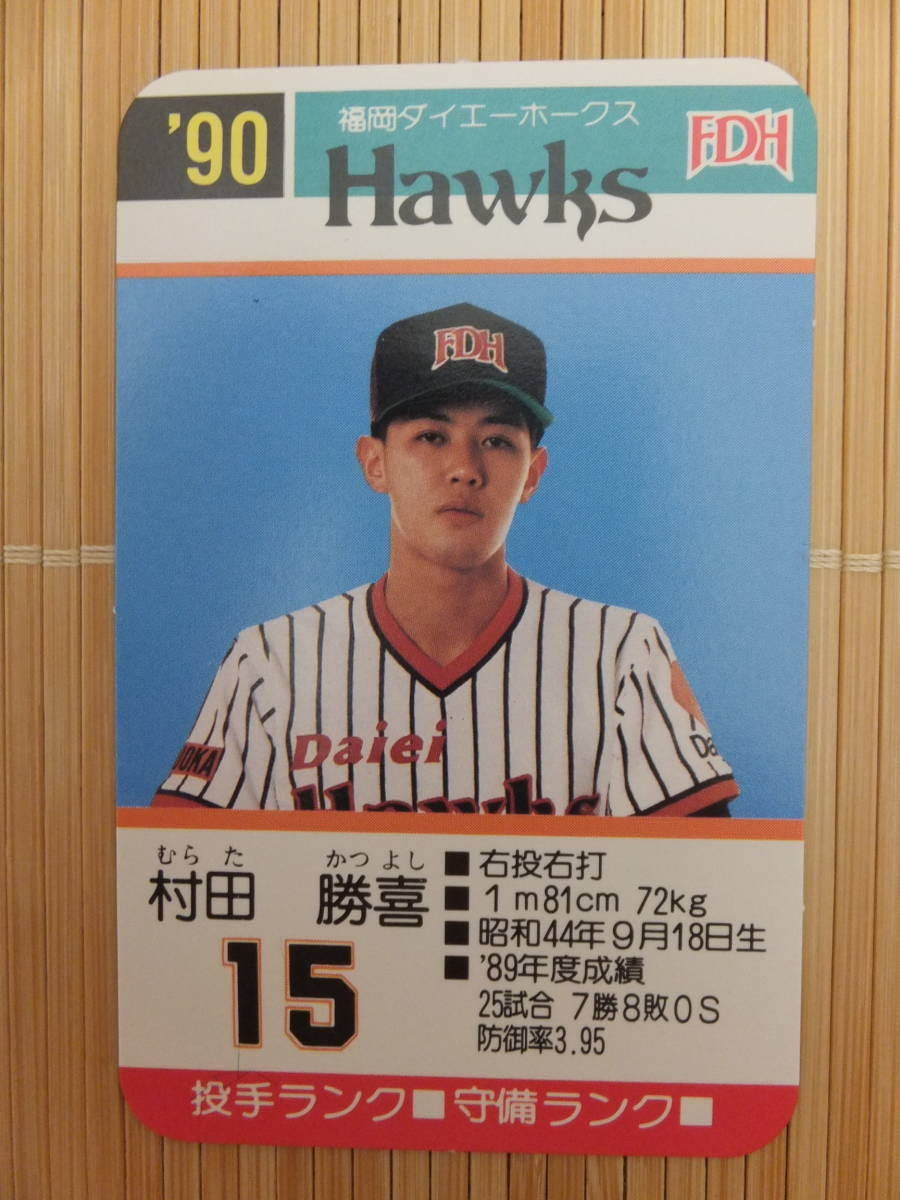 '90
福岡ダイエーホークス
Hawks
FDH
FDH
Daiei
Hawks
UOKA
Da
むらた かつよし
村田 勝喜
15
■右投右打
■1m81cm 72kg
■昭和44年9月18日生
■'89年度成績
25試合 7勝8敗0S
防御率3.95
投手ランク□ 守備ランク□